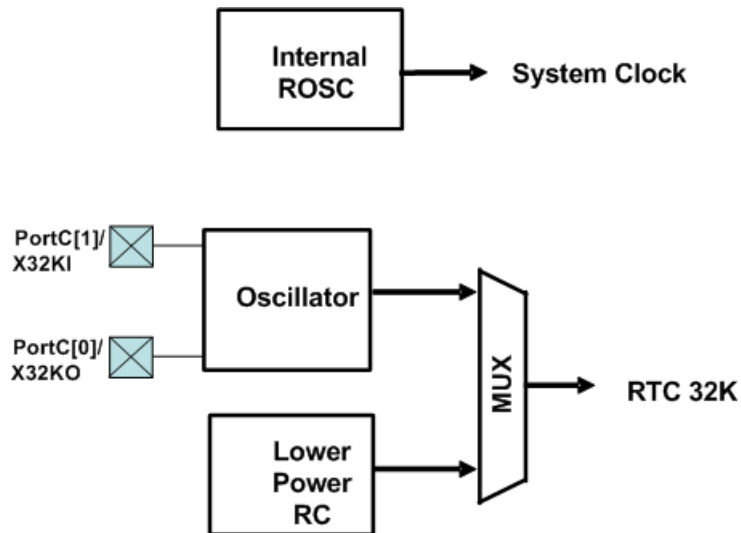 Internal
ROSC
System Clock
PortC[1]/
X32KI
Oscillator
PortC[0]/
X32KO
MUX
RTC 32K
Lower
Power
RC